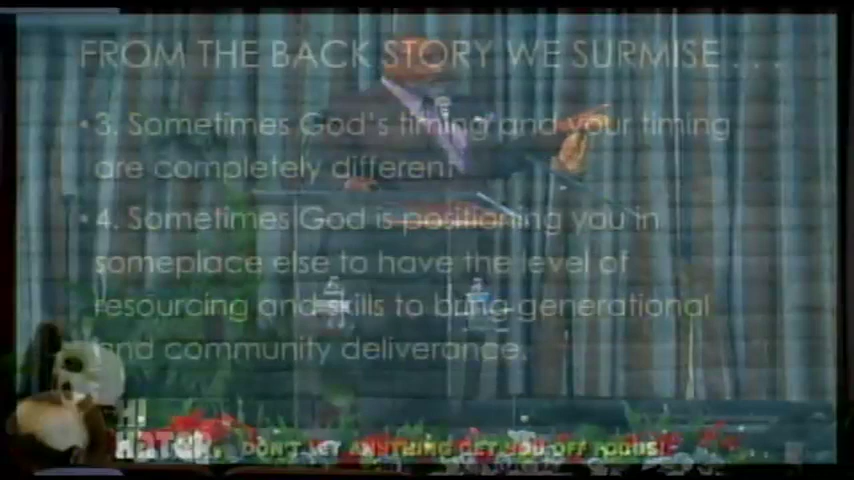 FROM THE BACK STORY WE SURMISE . . .
• 3. Sometimes God's timing and your timing
are completely different.
• 4. Sometimes God is positioning you in
someplace else to have the level of
resourcing and skills to bring generational
and community deliverance.
HI
HATER, DON'T LET ANYTHING GET YOU OFF FOCUS!